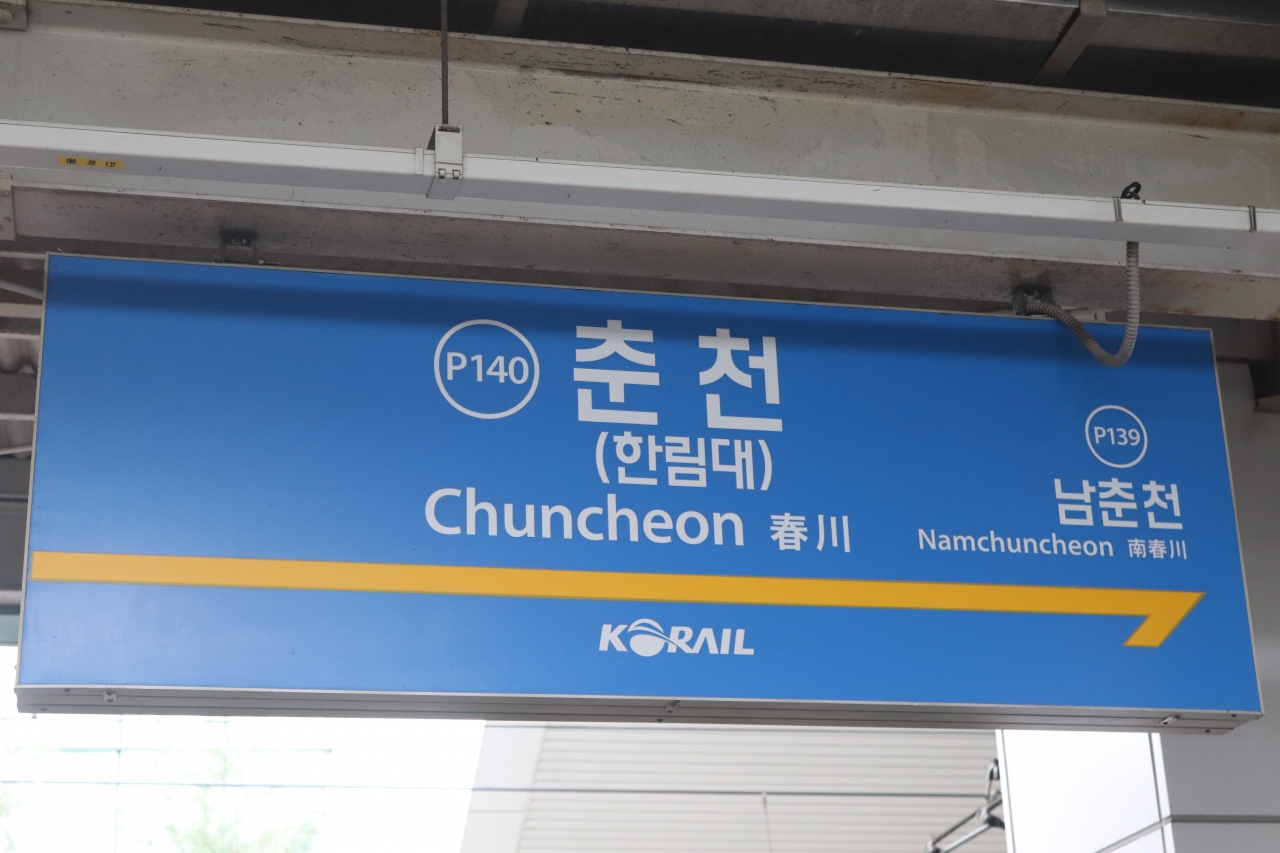 P140 춘천
(한림대)
Chuncheon 春川
P139
남춘천
Namchuncheon 南春川
KORAIL